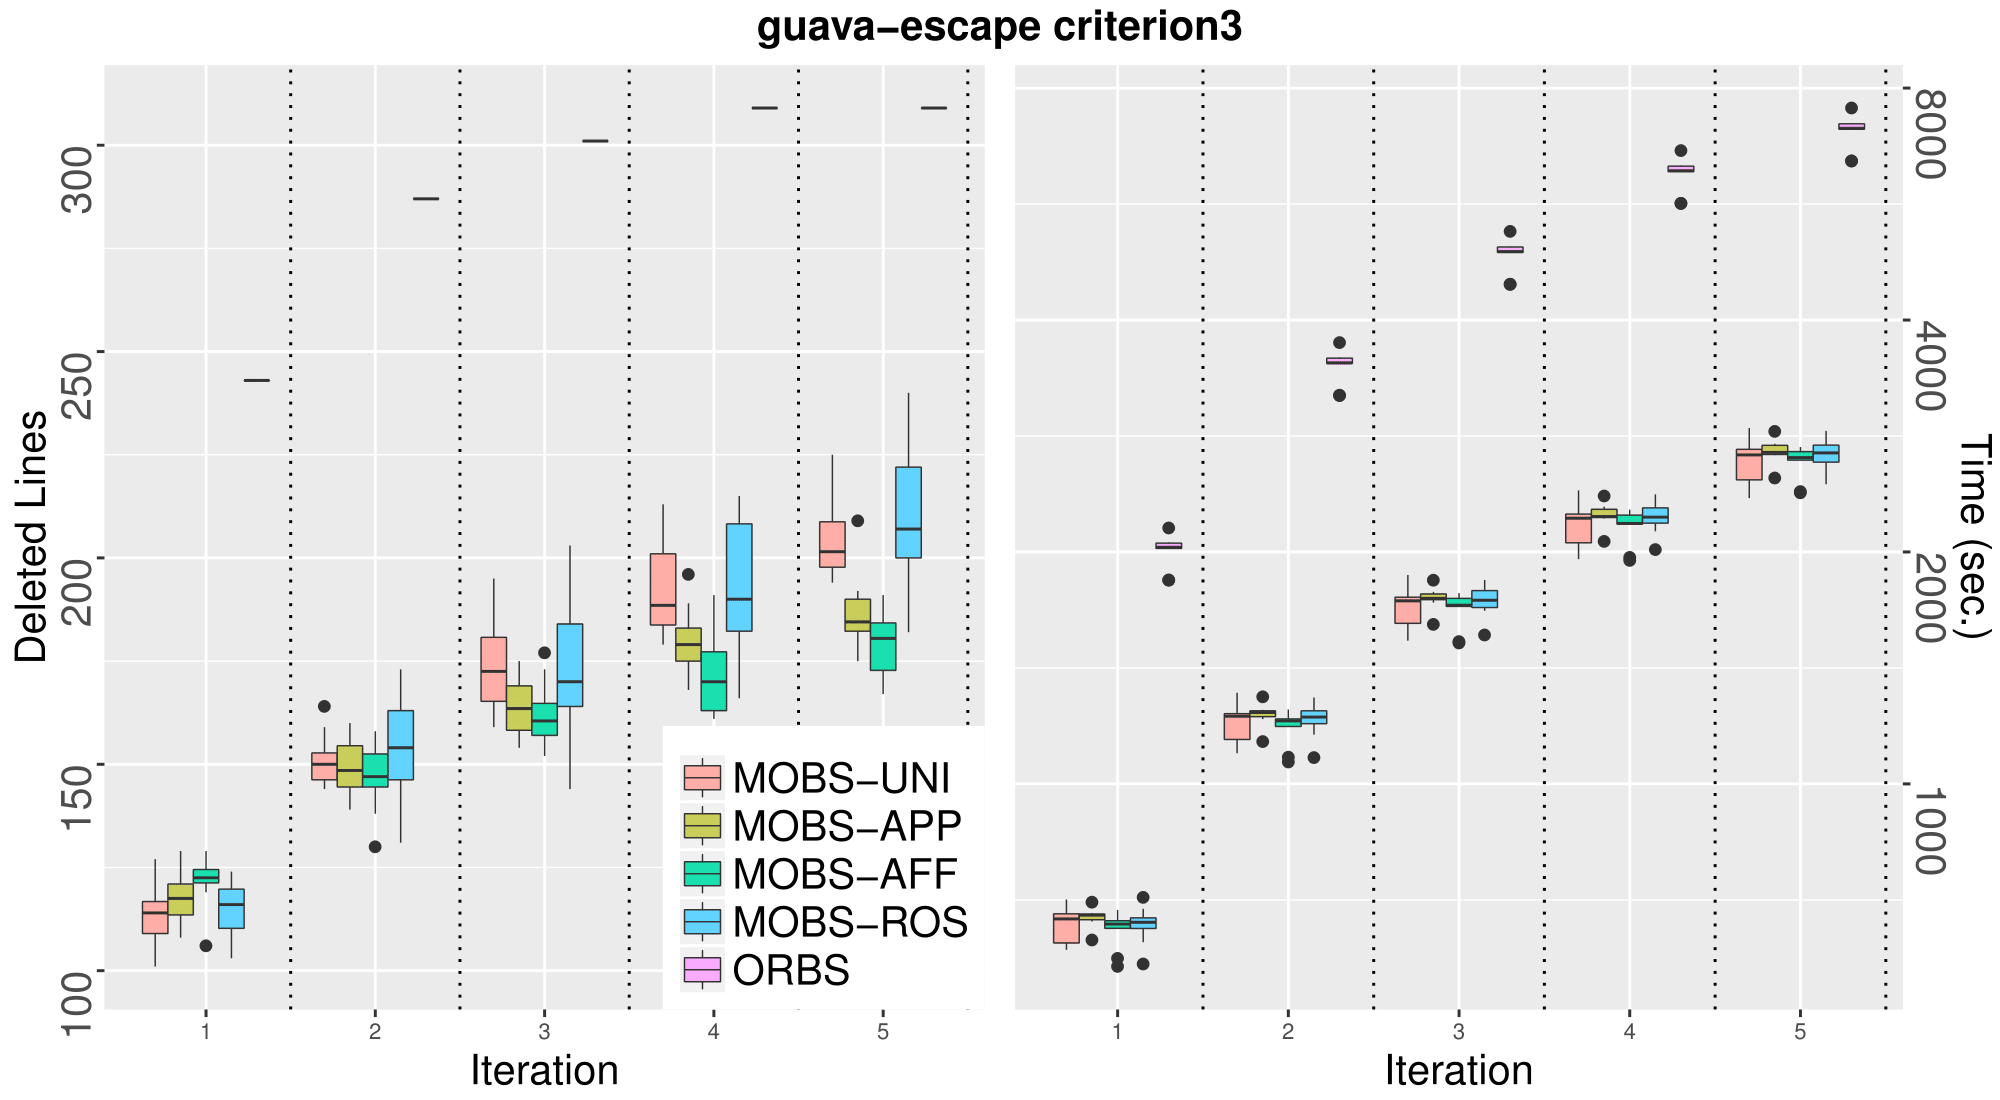 guava−escape criterion3
Deleted Lines
300
250
200
150
100
1
2
3
4
5
Iteration
MOBS−UNI
MOBS−APP
MOBS−AFF
MOBS−ROS
ORBS
8000
4000
2000
1000
Time (sec.)
1
2
3
4
5
Iteration